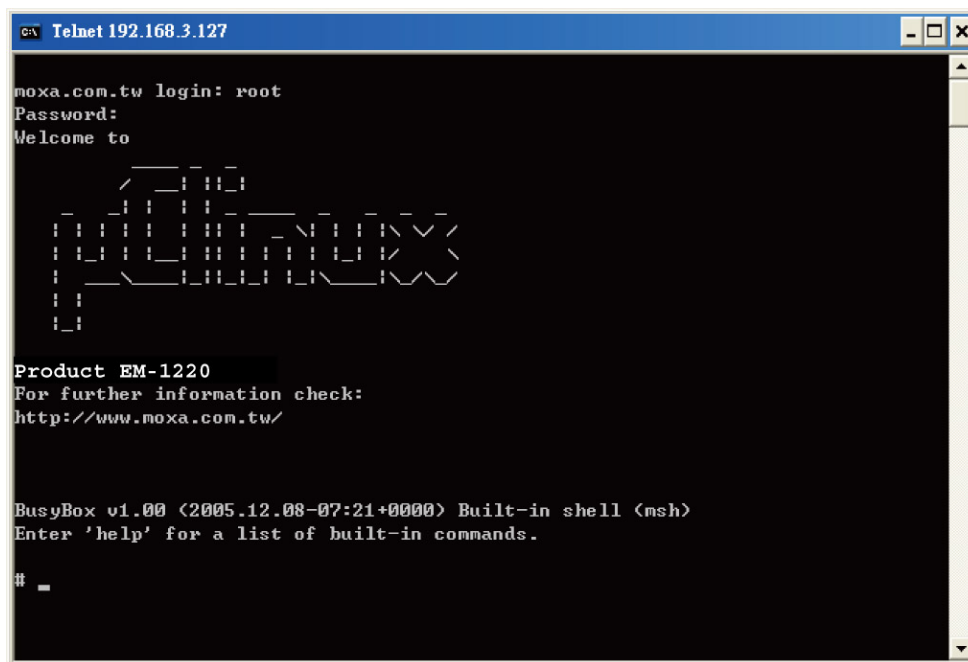 Telnet 192.168.3.127
moxa.com.tw login: root
Password:
Welcome to
µClinux
Product EM-1220
For further information check:
http://www.moxa.com.tw/
BusyBox v1.00 (2005.12.08-07:21+0000) Built-in shell (msh)
Enter 'help' for a list of built-in commands.
# _